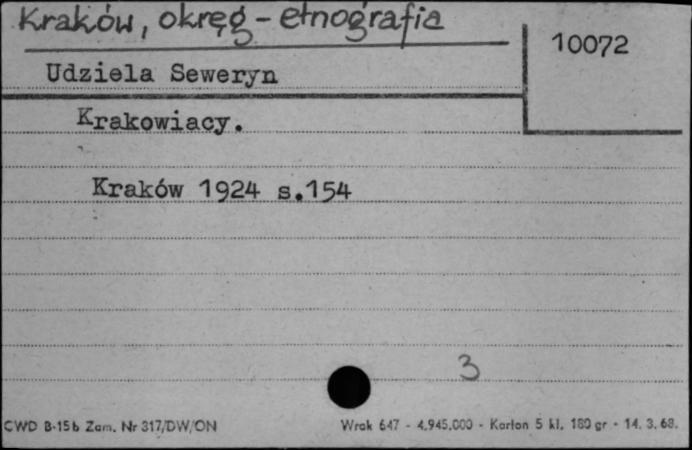 Kraków, okręg - etnografia
10072
Udziela Seweryn
Krakowiacy.
Kraków 1924 s.154
3
CWD B-15b Zam. Nr 317/DW/ON
Wrak 647 - 4.945.000 - Karton 5 kl. 180 gr - 14. 3. 68.